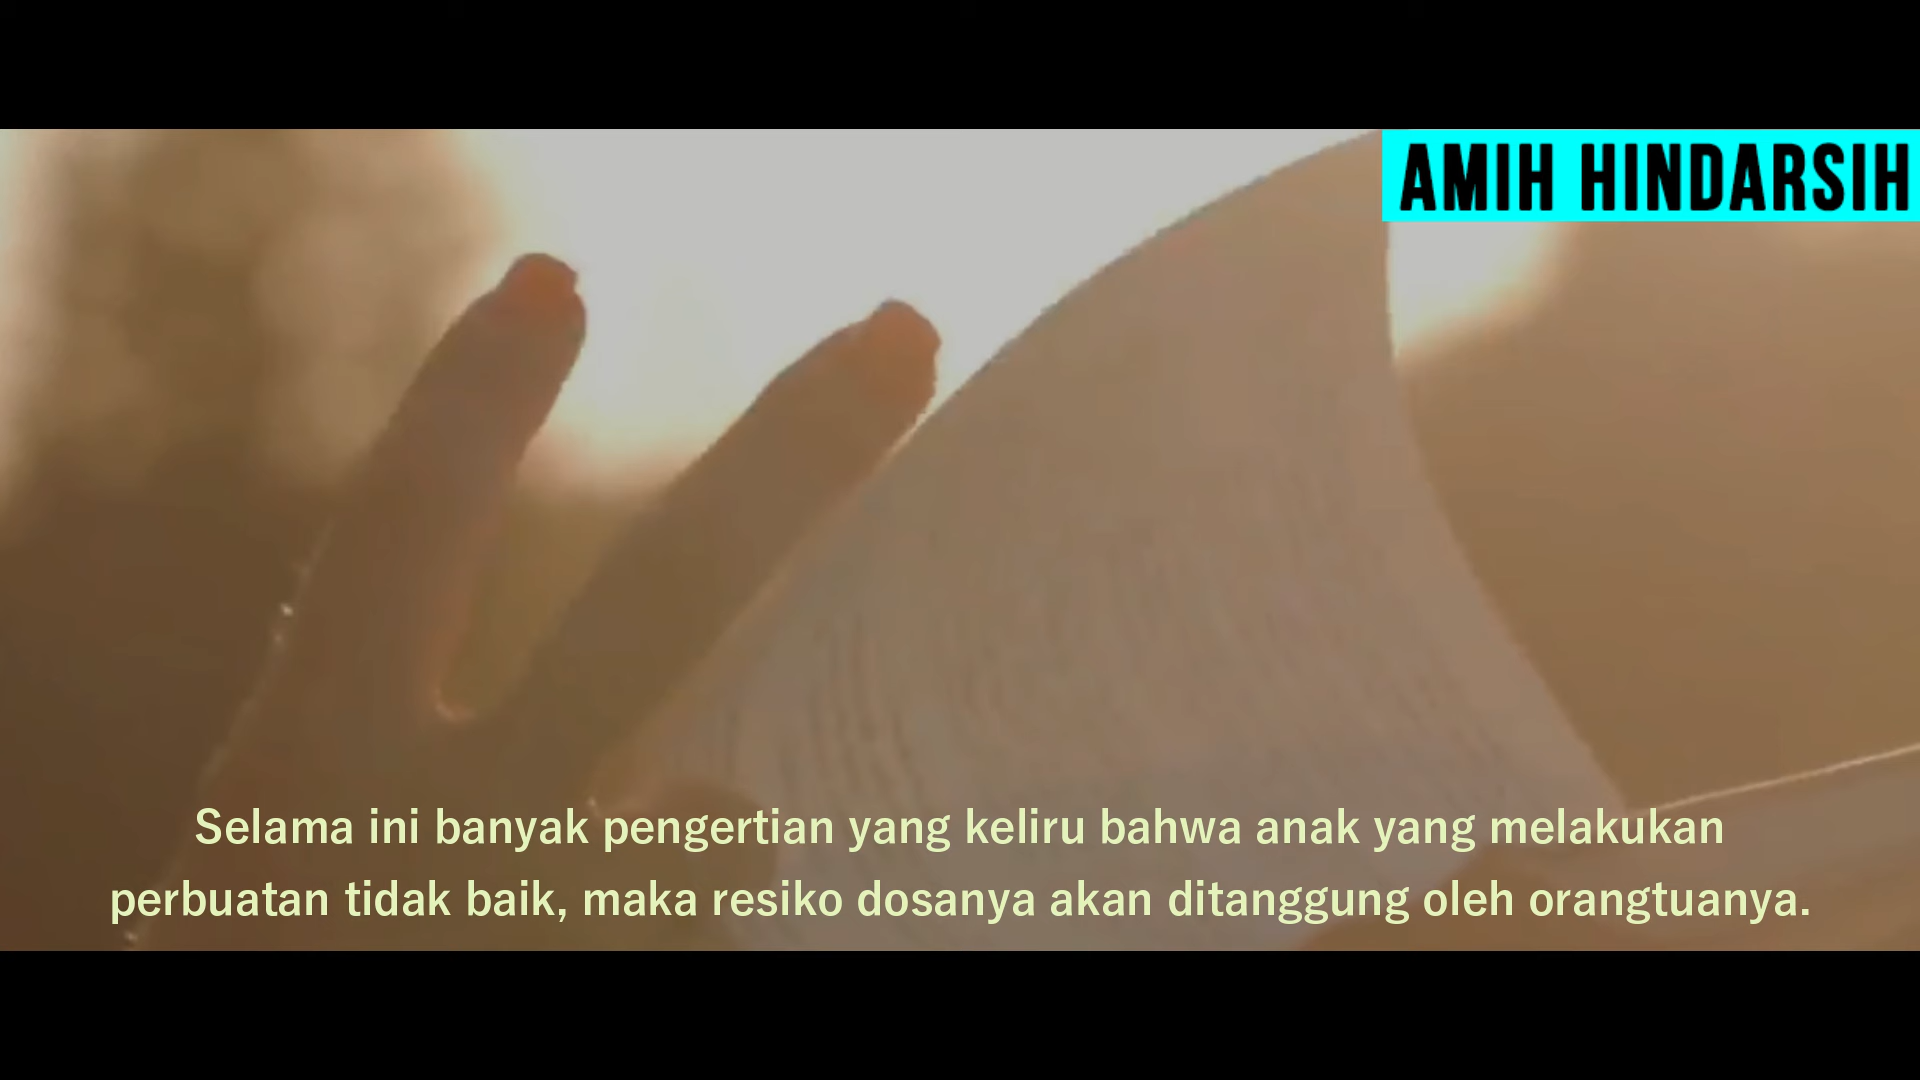 AMIH HINDARSIH
Selama ini banyak pengertian yang keliru bahwa anak yang melakukan
perbuatan tidak baik, maka resiko dosanya akan ditanggung oleh orangtuanya.